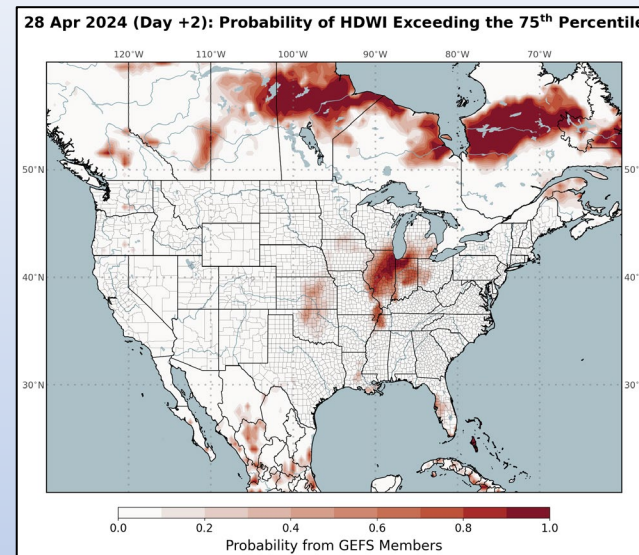 28 Apr 2024 (Day +2): Probability of HDWI Exceeding the 75th Percentile
120°W 110°W 100°W 90°W 80°W 70°W
50°N
40°N 40°
30°N 30°
0.0 0.2 0.4 0.6 0.8 1.0
Probability from GEFS Members